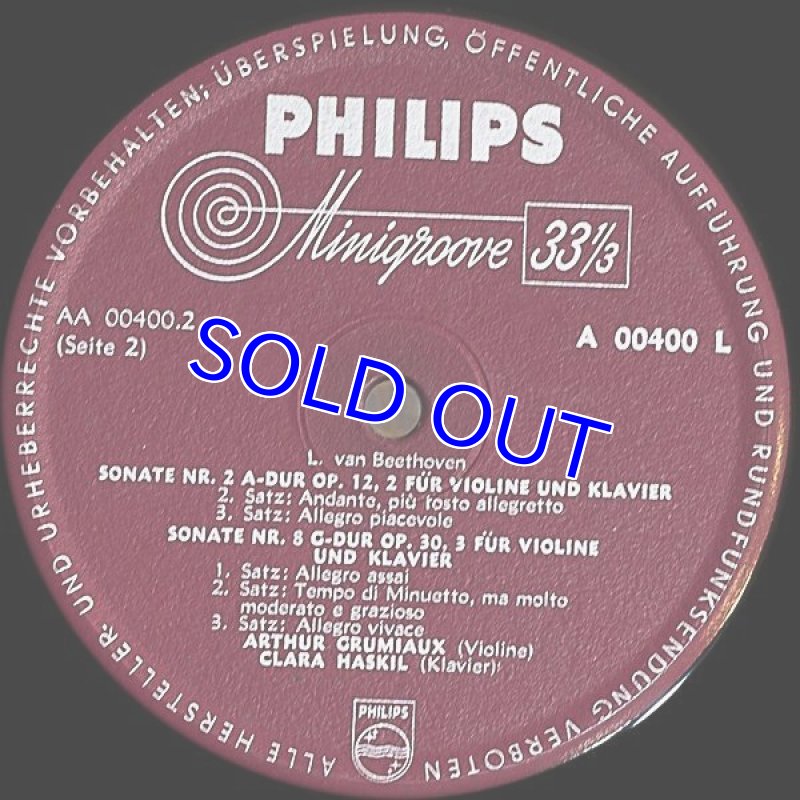 ALLE HERSTELLER- UND URHEBERRECHTE VORBEHALTEN; ÜBERSPIELUNG, ÖFFENTLICHE AUFFÜHRUNG UND RUNDFUNKSENDUNG VERBOTEN
PHILIPS
Minigroove 33⅓
AA 00400.2
(Seite 2)
A 00400 L
SOLD OUT
L. van Beethoven
SONATE NR. 2 A-DUR OP. 12, 2 FÜR VIOLINE UND KLAVIER
2. Satz: Andante, più tosto allegretto
3. Satz: Allegro piacevole
SONATE NR. 8 G-DUR OP. 30, 3 FÜR VIOLINE
UND KLAVIER
1. Satz: Allegro assai
2. Satz: Tempo di Minuetto, ma molto
moderato e grazioso
3. Satz: Allegro vivace
ARTHUR GRUMIAUX (Violine)
CLARA HASKIL (Klavier)
PHILIPS